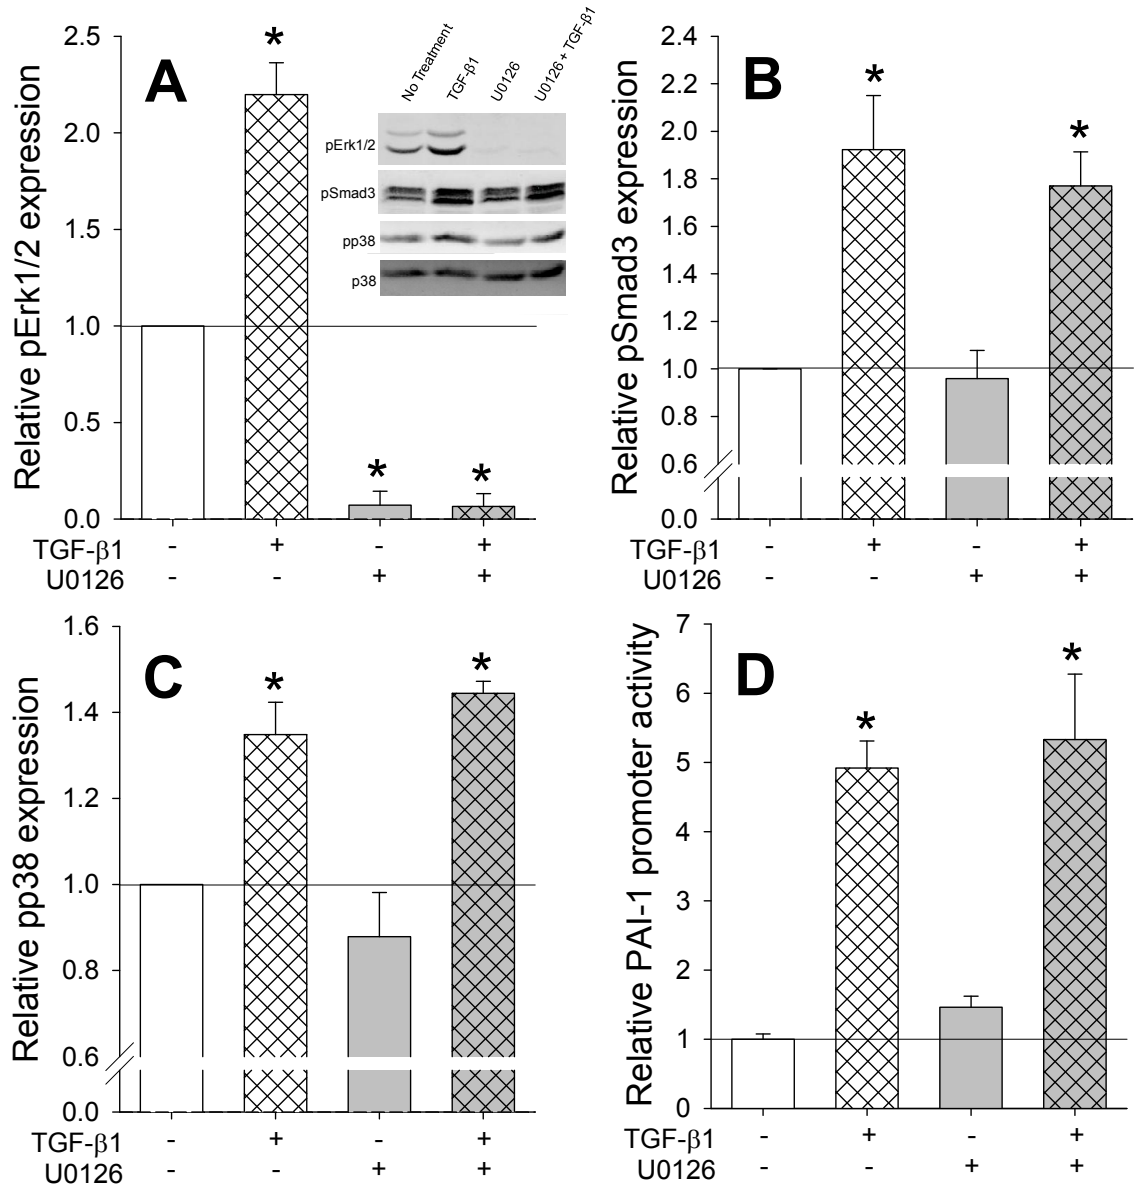 A
Relative pErk1/2 expression
2.5
2.0
1.5
1.0
0.5
0.0
*
*
*
No Treatment
TGF-β1
U0126
U0126 + TGF-β1
pErk1/2
pSmad3
pp38
p38
TGF-β1 - + - +
U0126 - - + +
B
Relative pSmad3 expression
2.4
2.2
2.0
1.8
1.6
1.4
1.2
1.0
0.8
0.6
0.0
*
*
TGF-β1 - + - +
U0126 - - + +
C
Relative pp38 expression
1.6
1.4
1.2
1.0
0.8
0.6
0.0
*
*
TGF-β1 - + - +
U0126 - - + +
D
Relative PAI-1 promoter activity
7
6
5
4
3
2
1
0
*
*
TGF-β1 - + - +
U0126 - - + +